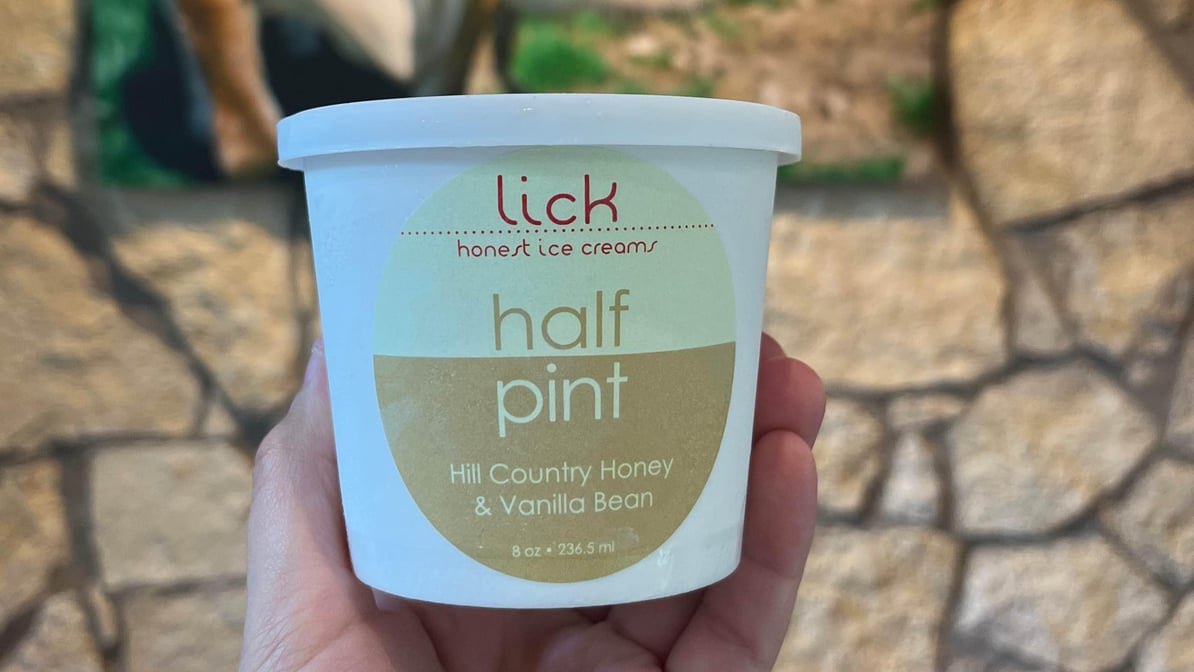 lick
honest ice creams
half
pint
Hill Country Honey
& Vanilla Bean
8 oz • 236.5 ml